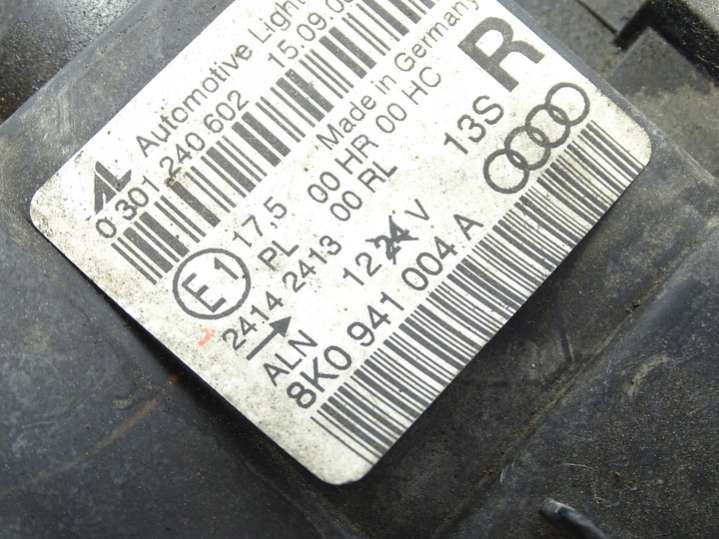 AL Automotive Light
0 301 240 602 15.09.0
Made in Germany
E1 17,5 00 HR 00 HC R
PL 00 RL 13S
2414 2413
12 24 V
ALN
8K0 941 004 A